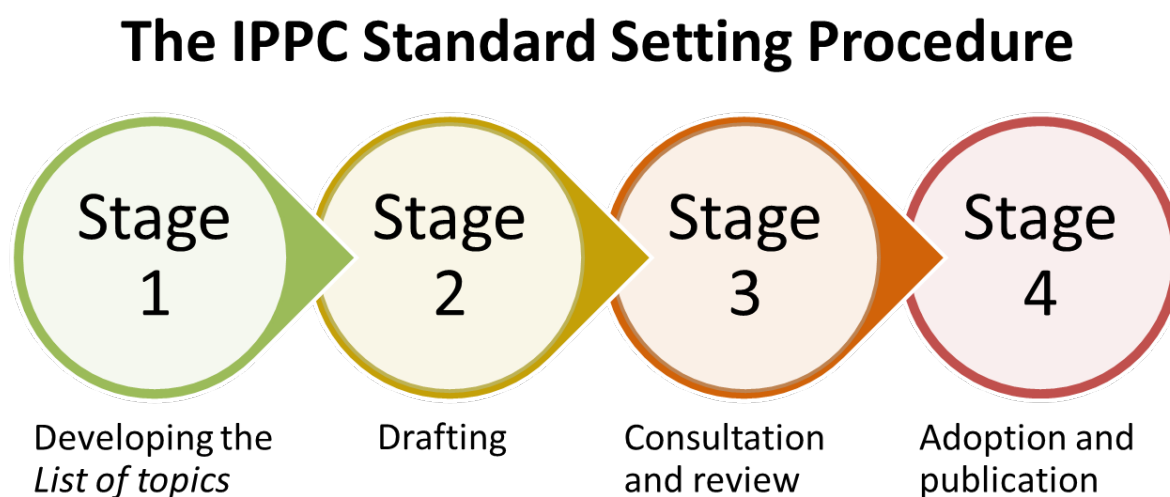 The IPPC Standard Setting Procedure
Stage
1
Stage
2
Stage
3
Stage
4
Developing the
List of topics
Drafting
Consultation
and review
Adoption and
publication